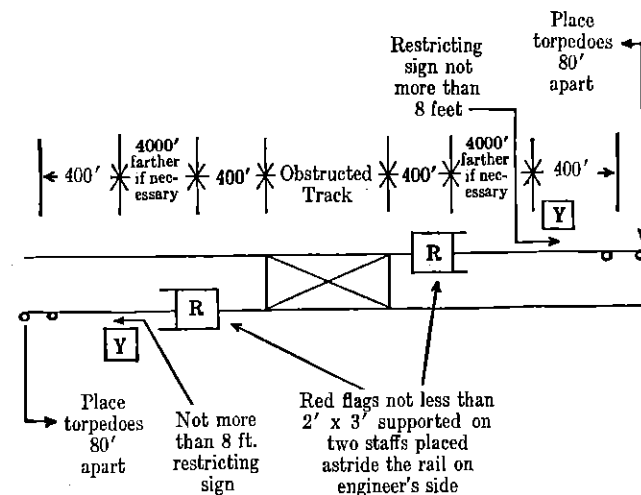 Place
torpedoes
80'
apart
Restricting
sign not
more than
8 feet
400'
4000'
farther
if nec-
essary
400'
Obstructed
Track
400'
4000'
farther
if nec-
essary
400'
Y
R
R
Y
Place
torpedoes
80'
apart
Not more
than 8 ft.
restricting
sign
Red flags not less than
2' x 3' supported on
two staffs placed
astride the rail on
engineer's side